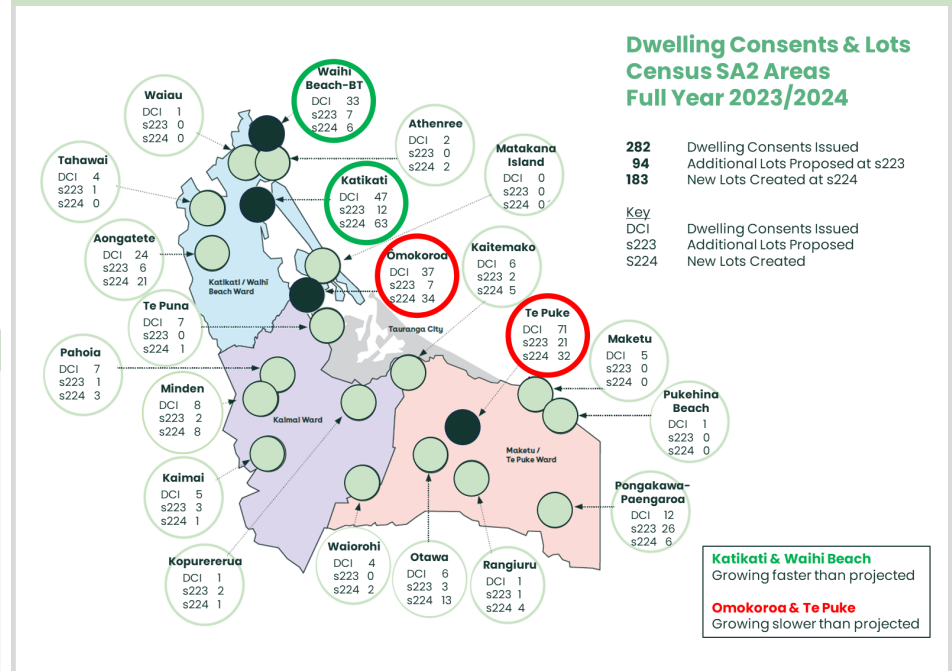 Dwelling Consents & Lots
Census SA2 Areas
Full Year 2023/2024
282 Dwelling Consents Issued
94 Additional Lots Proposed at s223
183 New Lots Created at s224
Key
DCI Dwelling Consents Issued
s223 Additional Lots Proposed
S224 New Lots Created
Waihi
Beach-BT
DCI 33
s223 7
s224 6
Waiau
DCI 1
s223 0
s224 0
Athenree
DCI 2
s223 0
s224 2
Matakana
Island
DCI 0
s223 0
s224 0
Tahawai
DCI 4
s223 1
s224 0
Katikati
DCI 47
s223 12
s224 63
Aongatete
DCI 24
s223 6
s224 21
Omokoroa
DCI 37
s223 7
s224 34
Kaitemako
DCI 6
s223 2
s224 5
Katikati / Waihī
Beach Ward
Te Puna
DCI 7
s223 0
s224 1
Tauranga City
Te Puke
DCI 71
s223 21
s224 32
Maketu
DCI 5
s223 0
s224 0
Pahoia
DCI 7
s223 1
s224 3
Minden
DCI 8
s223 2
s224 8
Kaimai Ward
Pukehina
Beach
DCI 1
s223 0
s224 0
Maketu /
Te Puke Ward
Kaimai
DCI 5
s223 3
s224 1
Pongakawa-
Paengaroa
DCI 12
s223 26
s224 6
Kopurererua
DCI 1
s223 2
s224 1
Waiorohi
DCI 4
s223 0
s224 2
Otawa
DCI 6
s223 3
s224 13
Rangiuru
DCI 1
s223 1
s224 4
Katikati & Waihi Beach
Growing faster than projected
Omokoroa & Te Puke
Growing slower than projected